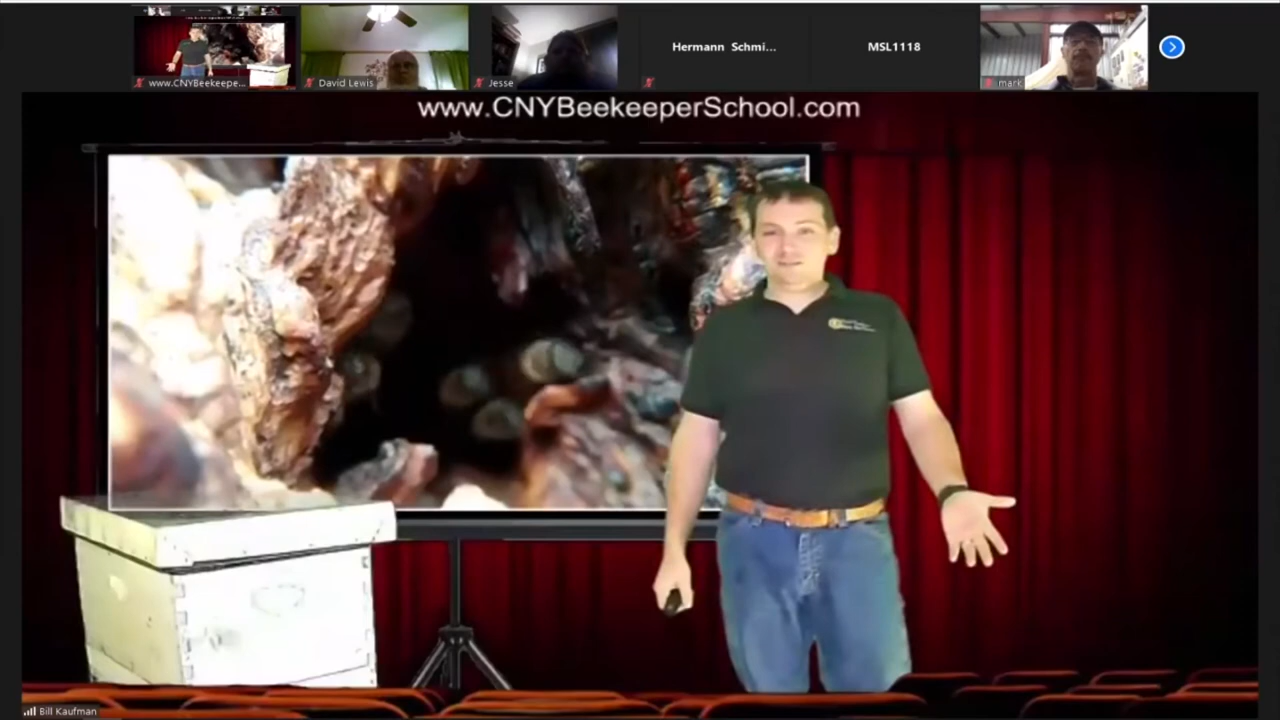 www.CNYBeekeepe...
David Lewis
Jesse
Hermann Schmi...
MSL1118
mark
www.CNYBeekeeperSchool.com
Bill Kaufman